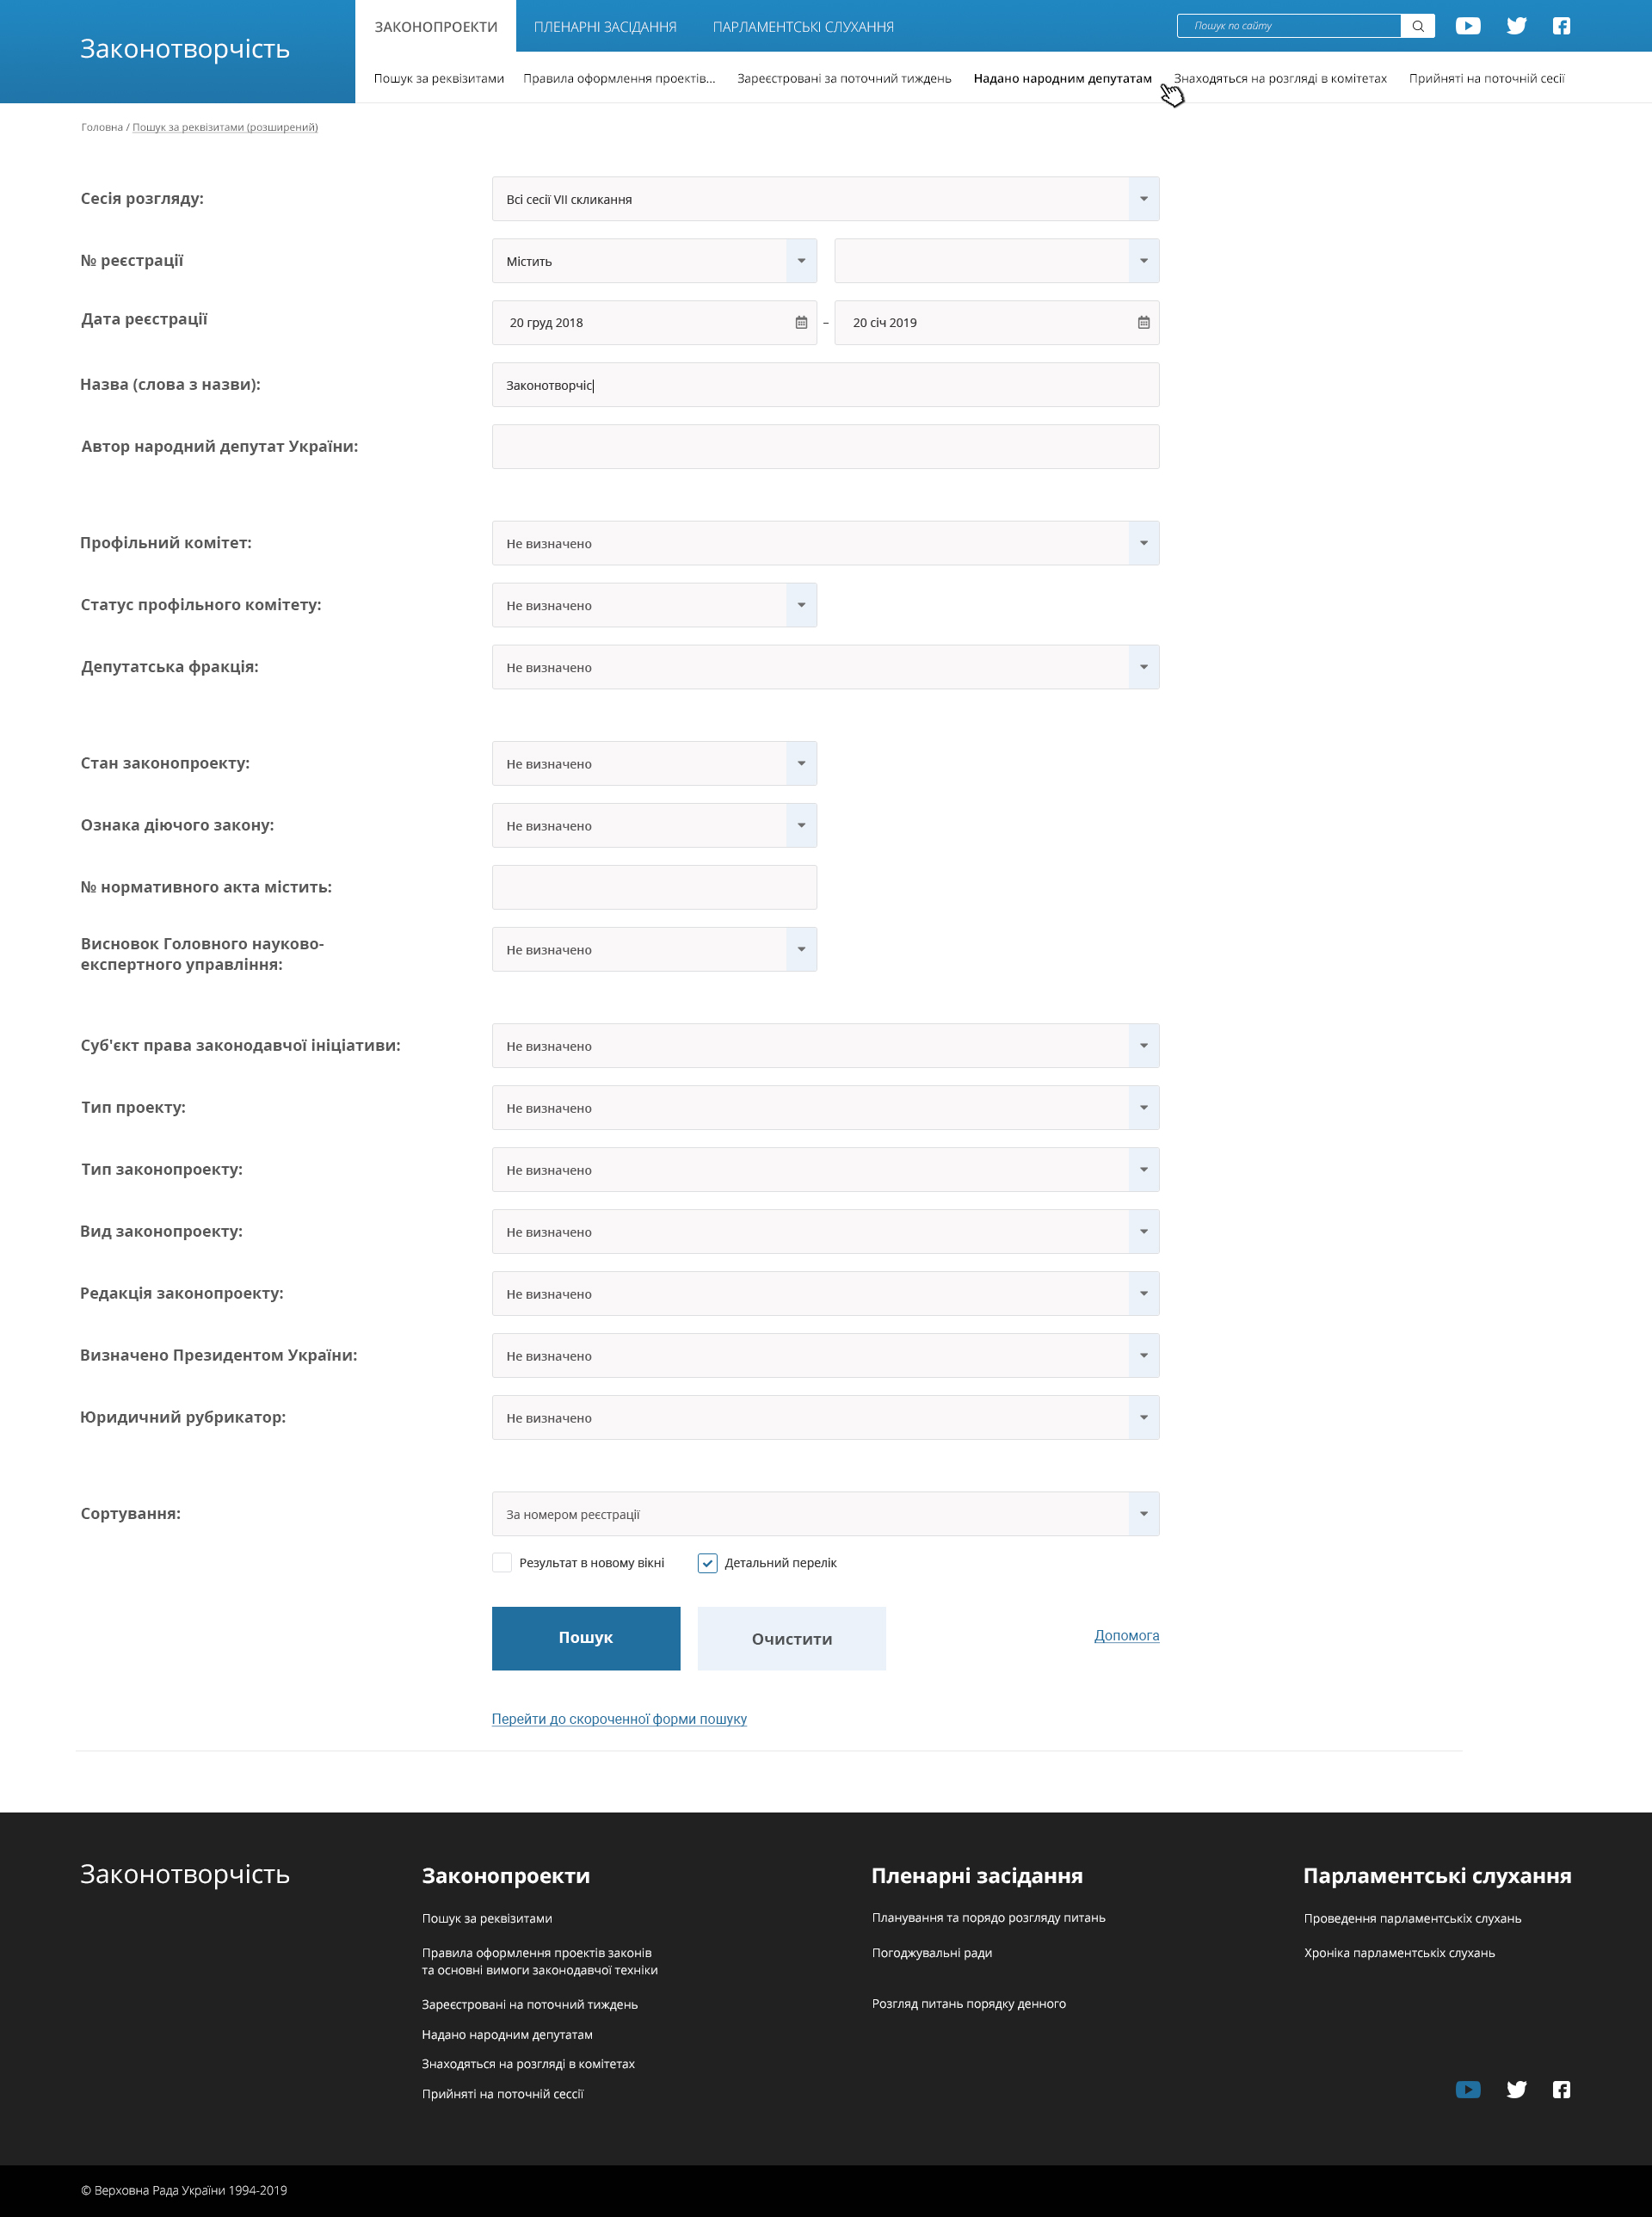 Законотворчість
ЗАКОНОПРОЕКТИ
ПЛЕНАРНІ ЗАСІДАННЯ
ПАРЛАМЕНТСЬКІ СЛУХАННЯ
Пошук по сайту
Пошук за реквізитами
Правила оформлення проектів...
Зареєстровані за поточний тиждень
Надано народним депутатам
Знаходяться на розгляді в комітетах
Прийняті на поточній сесії
Головна / Пошук за реквізитами (розширений)
Сесія розгляду:
Всі сесії VII скликання
№ реєстрації
Містить
Дата реєстрації
20 груд 2018
–
20 січ 2019
Назва (слова з назви):
Законотворчіс
Автор народний депутат України:
Профільний комітет:
Не визначено
Статус профільного комітету:
Не визначено
Депутатська фракція:
Не визначено
Стан законопроекту:
Не визначено
Ознака діючого закону:
Не визначено
№ нормативного акта містить:
Висновок Головного науково-
експертного управління:
Не визначено
Суб'єкт права законодавчої ініціативи:
Не визначено
Тип проекту:
Не визначено
Тип законопроекту:
Не визначено
Вид законопроекту:
Не визначено
Редакція законопроекту:
Не визначено
Визначено Президентом України:
Не визначено
Юридичний рубрикатор:
Не визначено
Сортування:
За номером реєстрації
Результат в новому вікні
Детальний перелік
Пошук
Очистити
Допомога
Перейти до скороченної форми пошуку
Законотворчість
Законопроекти
Пошук за реквізитами
Правила оформлення проектів законів
та основні вимоги законодавчої техніки
Зареєстровані на поточний тиждень
Надано народним депутатам
Знаходяться на розгляді в комітетах
Прийняті на поточній сессії
Пленарні засідання
Планування та порядо розгляду питань
Погоджувальні ради
Розгляд питань порядку денного
Парламентські слухання
Проведення парламентськіх слухань
Хроніка парламентськіх слухань
© Верховна Рада України 1994-2019